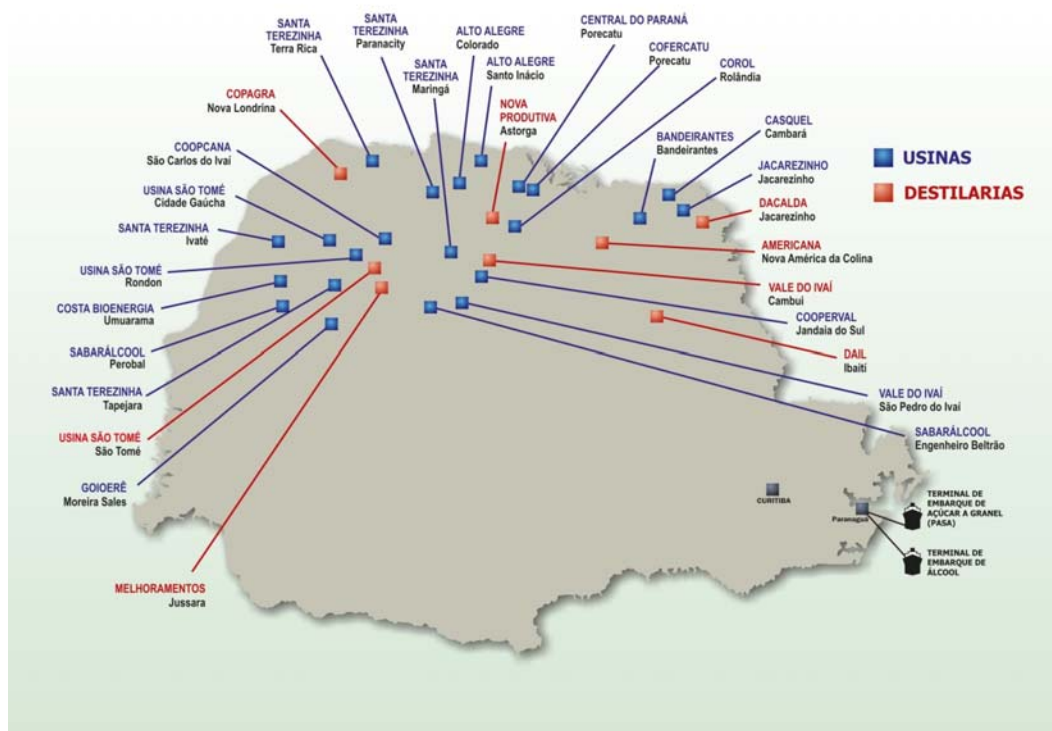 SANTA
TEREZINHA
Terra Rica
SANTA
TEREZINHA
Paranacity
ALTO ALEGRE
Colorado
CENTRAL DO PARANÁ
Porecatu
SANTA
TEREZINHA
Maringá
ALTO ALEGRE
Santo Inácio
COFERCATU
Porecatu
COROL
Rolândia
COPAGRA
Nova Londrina
NOVA
PRODUTIVA
Astorga
CASQUEL
Cambará
BANDEIRANTES
Bandeirantes
COOPCANA
São Carlos do Ivaí
JACAREZINHO
Jacarezinho
USINAS
DESTILARIAS
USINA SÃO TOMÉ
Cidade Gaúcha
DACALDA
Jacarezinho
SANTA TEREZINHA
Ivaté
AMERICANA
Nova América da Colina
USINA SÃO TOMÉ
Rondon
VALE DO IVAÍ
Cambui
COSTA BIOENERGIA
Umuarama
COOPERVAL
Jandaia do Sul
SABARÁLCOOL
Perobal
DAIL
Ibaiti
SANTA TEREZINHA
Tapejara
VALE DO IVAÍ
São Pedro do Ivaí
USINA SÃO TOMÉ
São Tomé
SABARÁLCOOL
Engenheiro Beltrão
GOIOERÊ
Moreira Sales
CURITIBA
Paranagua
TERMINAL DE
EMBARQUE DE
AÇÚCAR A GRANEL
(PASA)
TERMINAL DE
EMBARQUE DE
ÁLCOOL
MELHORAMENTOS
Jussara